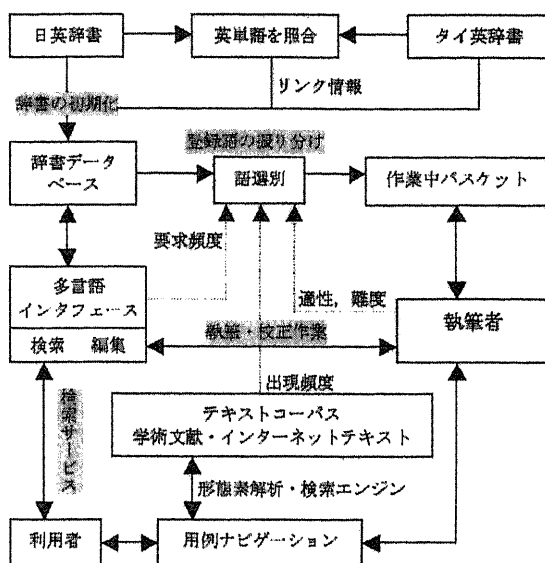 日英辞書
英単語を照合
タイ英辞書
リンク情報
辞書の初期化
登録語の振り分け
辞書データ
ベース
語選別
作業中バスケット
要求頻度
多言語
インタフェース
適性，難度
執筆者
検索 編集
執筆・校正作業
出現頻度
検索サービス
テキストコーパス
学術文献・インターネットテキスト
形態素解析・検索エンジン
利用者
用例ナビゲーション